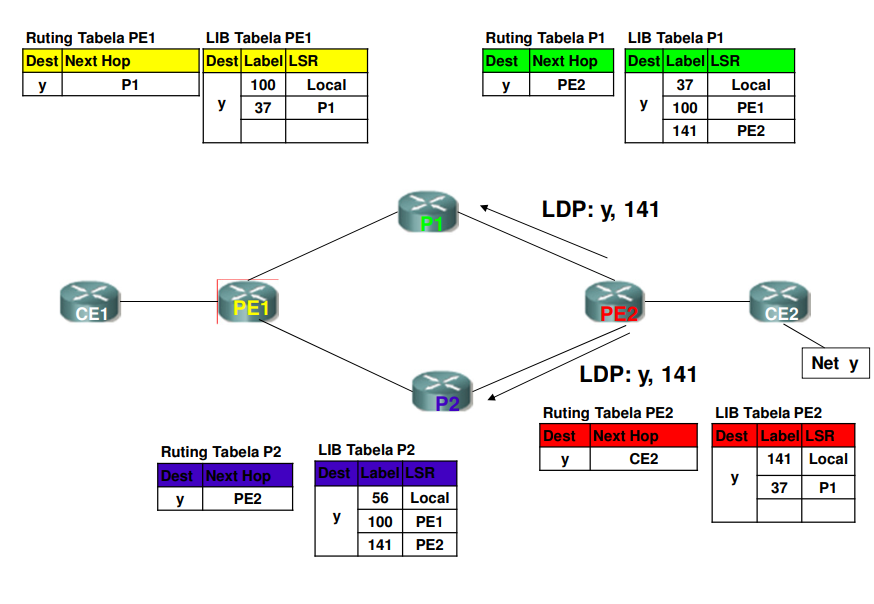 Ruting Tabela PE1
Dest Next Hop
y P1
LIB Tabela PE1
Dest Label LSR
y
100 Local
37 P1
Ruting Tabela P1
Dest Next Hop
y PE2
LIB Tabela P1
Dest Label LSR
y
37 Local
100 PE1
141 PE2
P1
LDP: y, 141
CE1
PE1
PE2
CE2
Net y
P2
LDP: y, 141
Ruting Tabela P2
Dest Next Hop
y PE2
LIB Tabela P2
Dest Label LSR
y
56 Local
100 PE1
141 PE2
Ruting Tabela PE2
Dest Next Hop
y CE2
LIB Tabela PE2
Dest Label LSR
y
141 Local
37 P1